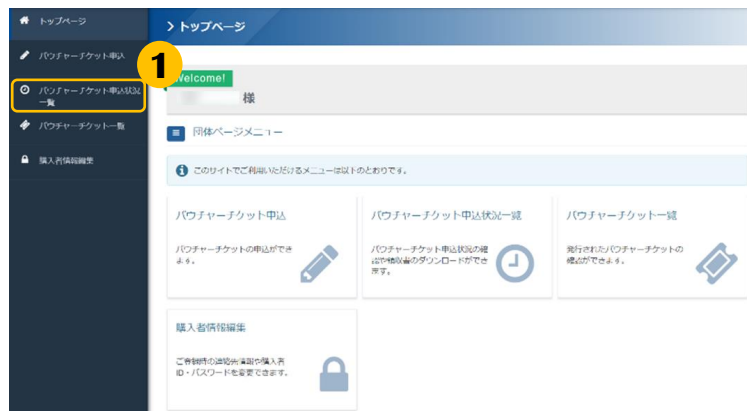 トップページ
> トップページ
バウチャーチケット申込
1
Welcome!
バウチャーチケット申込状況
一覧
様
バウチャーチケット一覧
団体ページメニュー
購入者情報編集
このサイトでご利用いただけるメニューは以下のとおりです。
バウチャーチケット申込
バウチャーチケットの申込ができ
ます。
バウチャーチケット申込状況一覧
バウチャーチケット申込状況の確
認や領収書のダウンロードができ
ます。
バウチャーチケット一覧
発行されたバウチャーチケットの
確認ができます。
購入者情報編集
ご登録時の連絡先情報や購入者
ID・パスワードを変更できます。